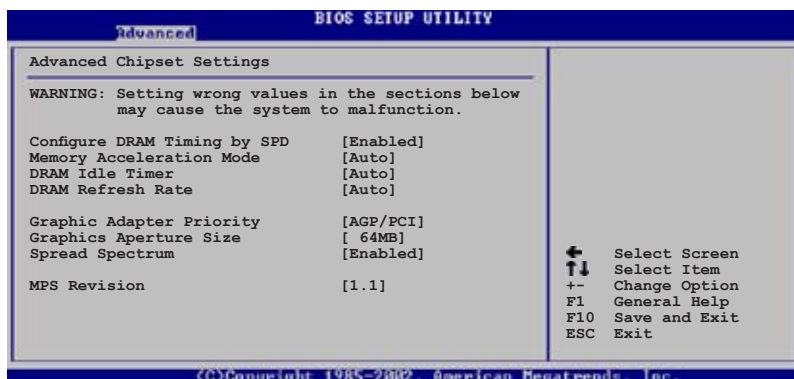 BIOS SETUP UTILITY
Advanced
Advanced Chipset Settings
WARNING: Setting wrong values in the sections below
may cause the system to malfunction.
Configure DRAM Timing by SPD [Enabled]
Memory Acceleration Mode [Auto]
DRAM Idle Timer [Auto]
DRAM Refresh Rate [Auto]
Graphic Adapter Priority [AGP/PCI]
Graphics Aperture Size [ 64MB]
Spread Spectrum [Enabled]
MPS Revision [1.1]
← Select Screen
↑↓ Select Item
+- Change Option
F1 General Help
F10 Save and Exit
ESC Exit
(C)Copyright 1985-2002, American Megatrends, Inc.